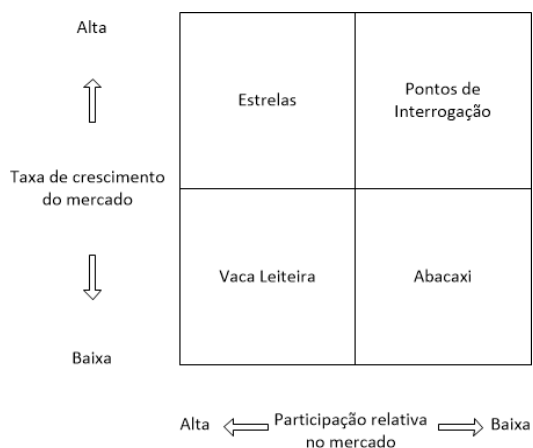 Alta
Estrelas
Pontos de
Interrogação
Taxa de crescimento
do mercado
Vaca Leiteira
Abacaxi
Baixa
Alta
Participação relativa
no mercado
Baixa